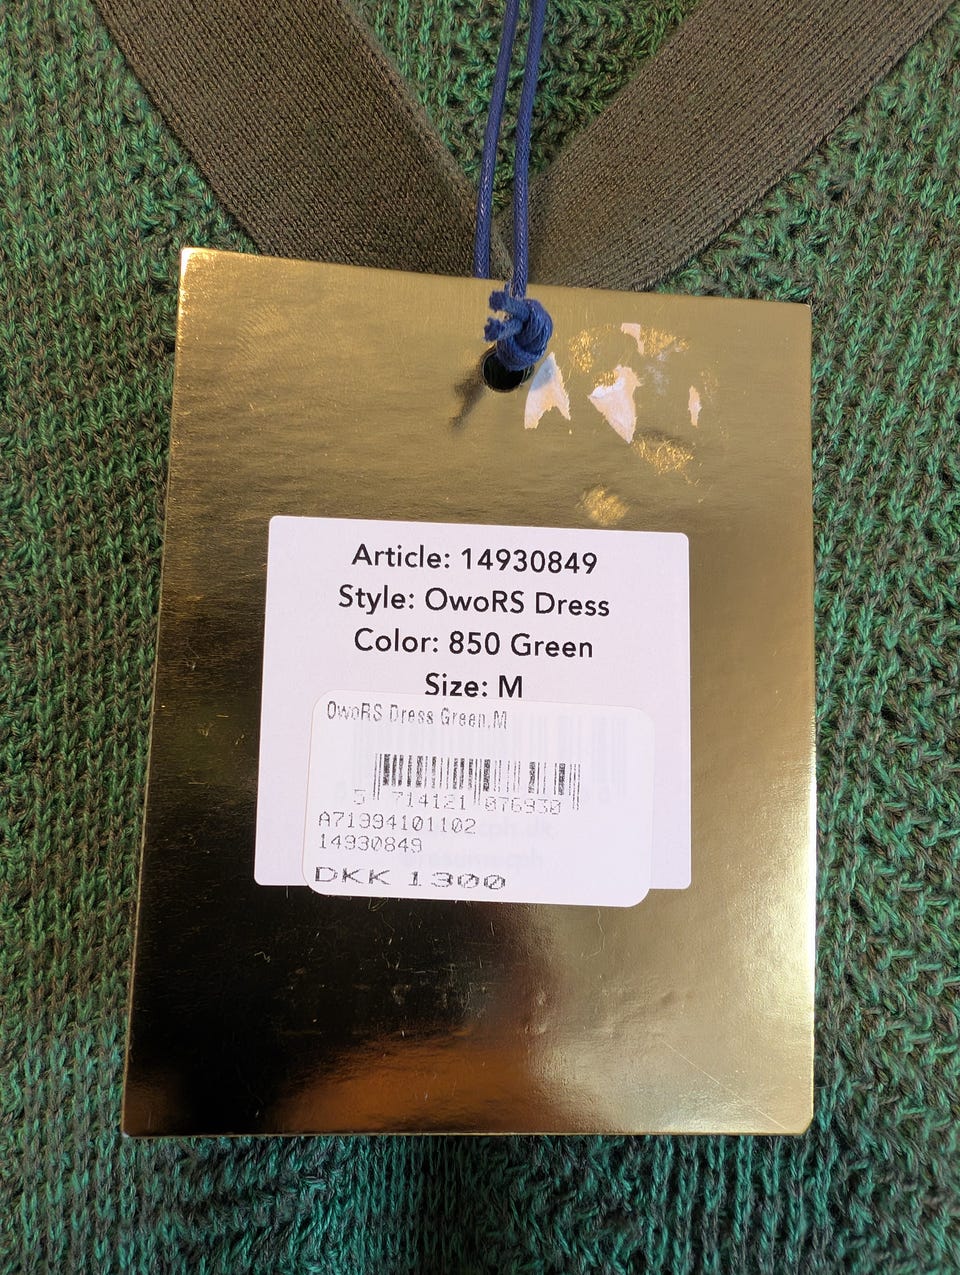 Article: 14930849
Style: OwoRS Dress
Color: 850 Green
Size: M
OwoRS Dress Green,M
5 714121 076930
A71994101102
14930849
DKK 1300